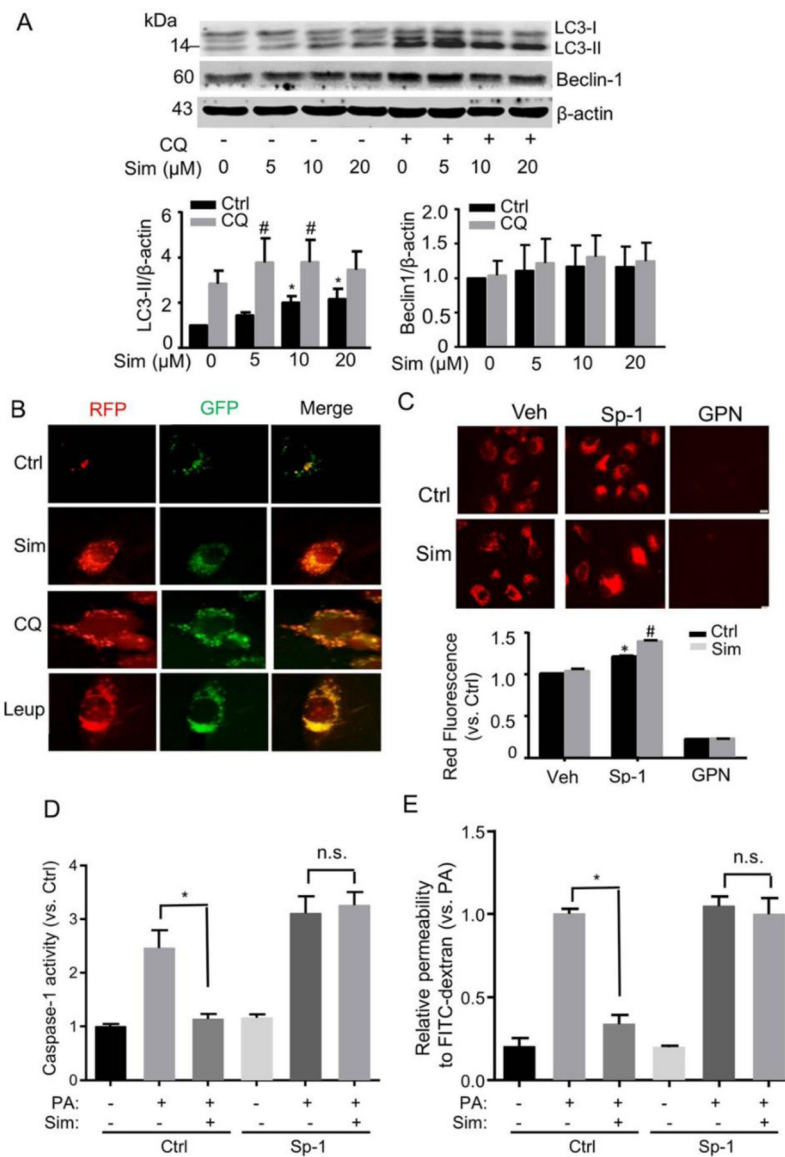 A
kDa
LC3-I
14
LC3-II
60
Beclin-1
43
β-actin
CQ - - - - + + + +
Sim (μM) 0 5 10 20 0 5 10 20
LC3-II/β-actin
6
4
2
0
Ctrl
CQ
# #
* *
Sim (μM) 0 5 10 20
Beclin1/β-actin
2.0
1.5
1.0
0.5
0
Ctrl
CQ
Sim (μM) 0 5 10 20
B
RFP GFP Merge
Ctrl
Sim
CQ
Leup
C
Veh Sp-1 GPN
Ctrl
Sim
Red Fluorescence
(vs. Ctrl)
1.5
1.0
0.5
0
* #
Ctrl
Sim
Veh Sp-1 GPN
D
Caspase-1 activity (vs. Ctrl)
4
3
2
1
0
*
n.s.
PA: - + + - + +
Sim: + +
Ctrl Sp-1
E
Relative permeability
to FITC-dextran (vs. PA)
1.5
1.0
0.5
0.0
*
n.s.
PA: - + + - + +
Sim: + +
Ctrl Sp-1